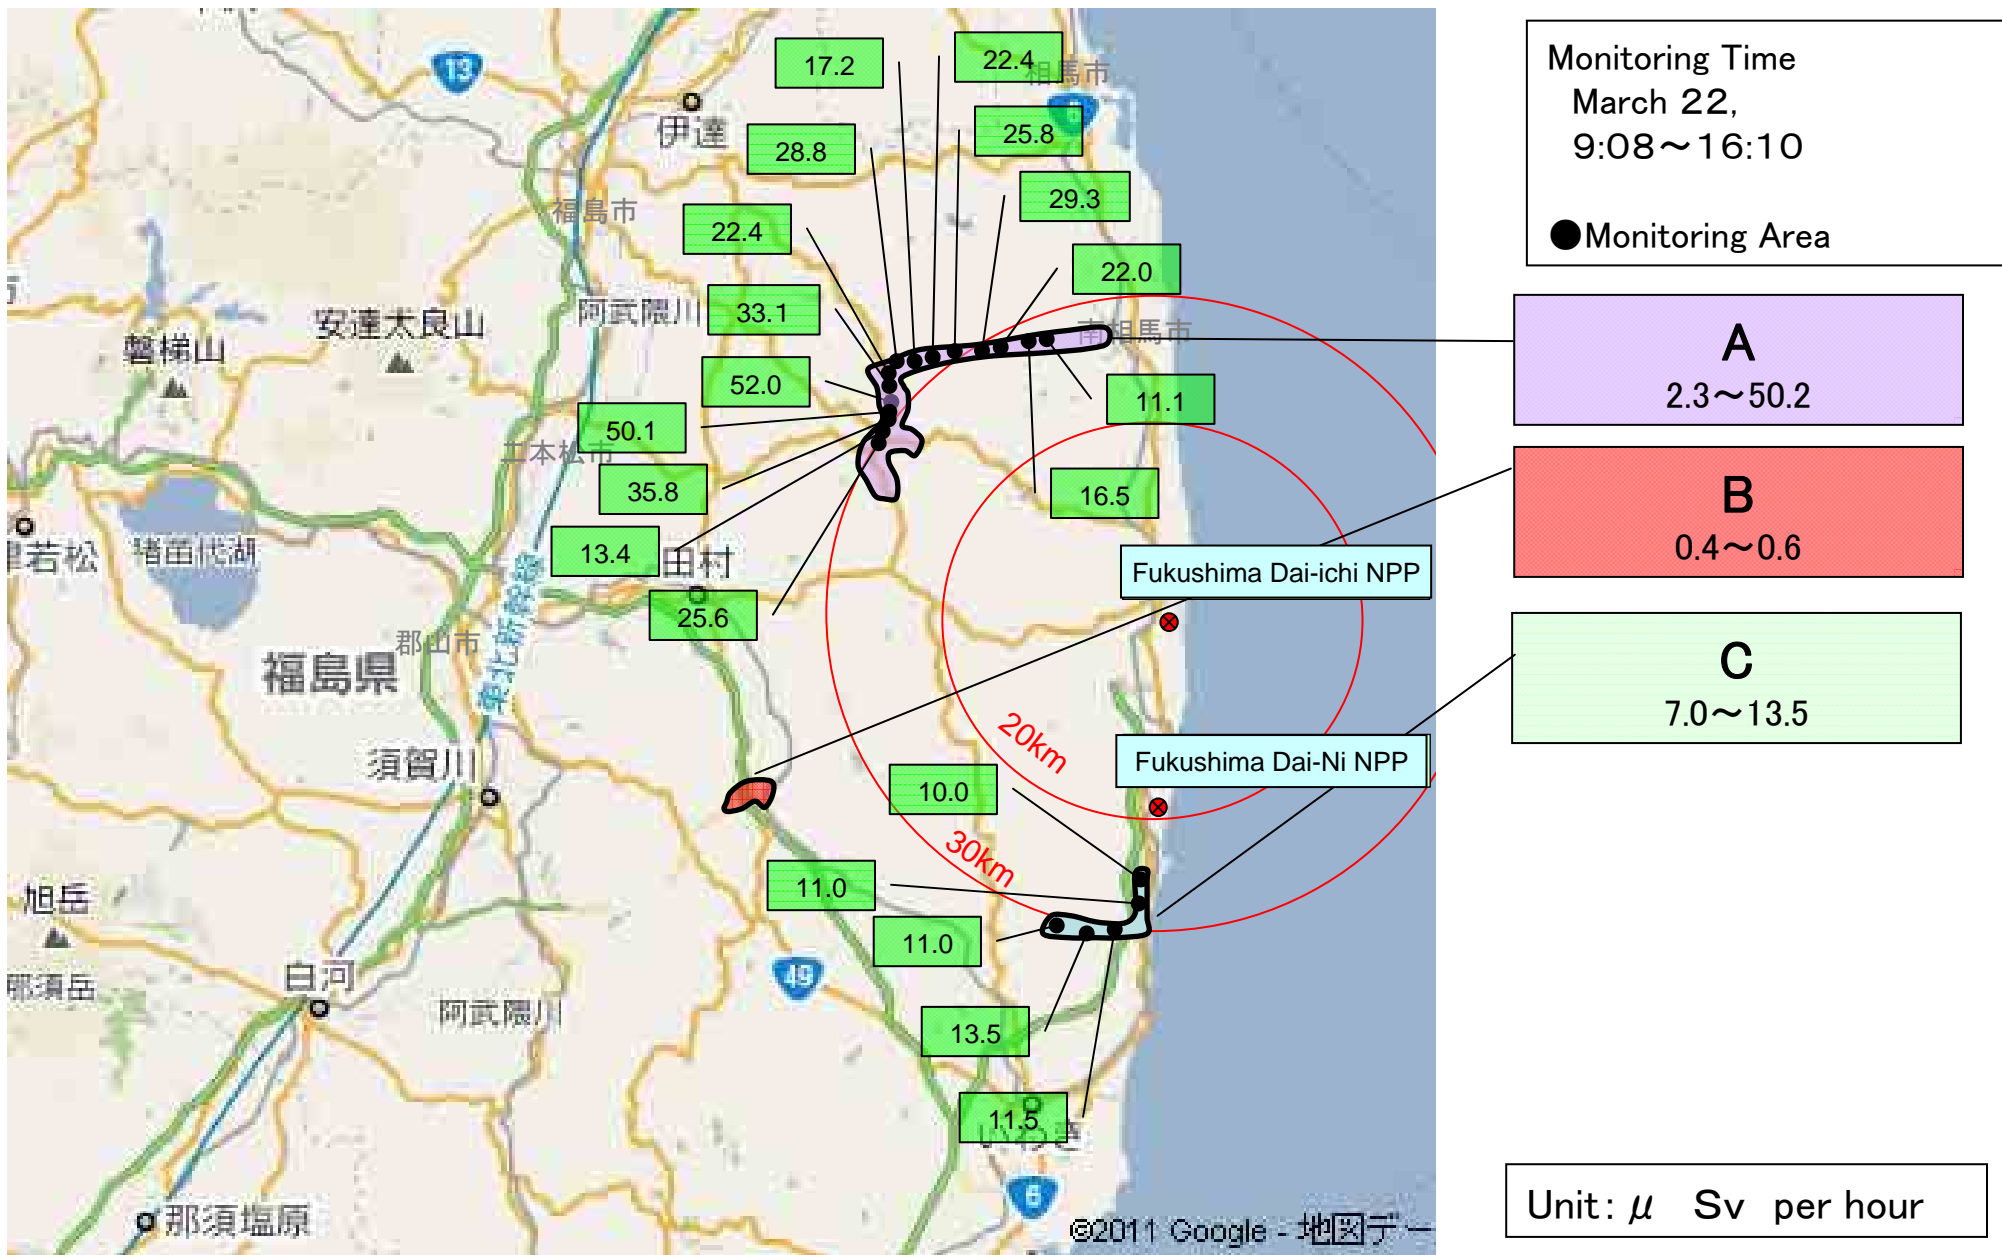 13
17.2
22.4
相馬市
伊達
28.8
25.8
福島市
29.3
22.4
22.0
安達太良山
阿武隈川
33.1
磐梯山
南相馬市
52.0
11.1
50.1
二本松市
35.8
16.5
猪苗代湖
13.4
田村
25.6
郡山市
福島県
東北新幹線
Fukushima Dai-ichi NPP
20km
須賀川
Fukushima Dai-Ni NPP
10.0
30km
11.0
旭岳
11.0
49
白河
那須岳
阿武隈川
13.5
11.5
いわき
6
那須塩原
©2011 Google - 地図デー
Monitoring Time
March 22,
9:08~16:10
●Monitoring Area
A
2.3~50.2
B
0.4~0.6
C
7.0~13.5
Unit: μ Sv per hour